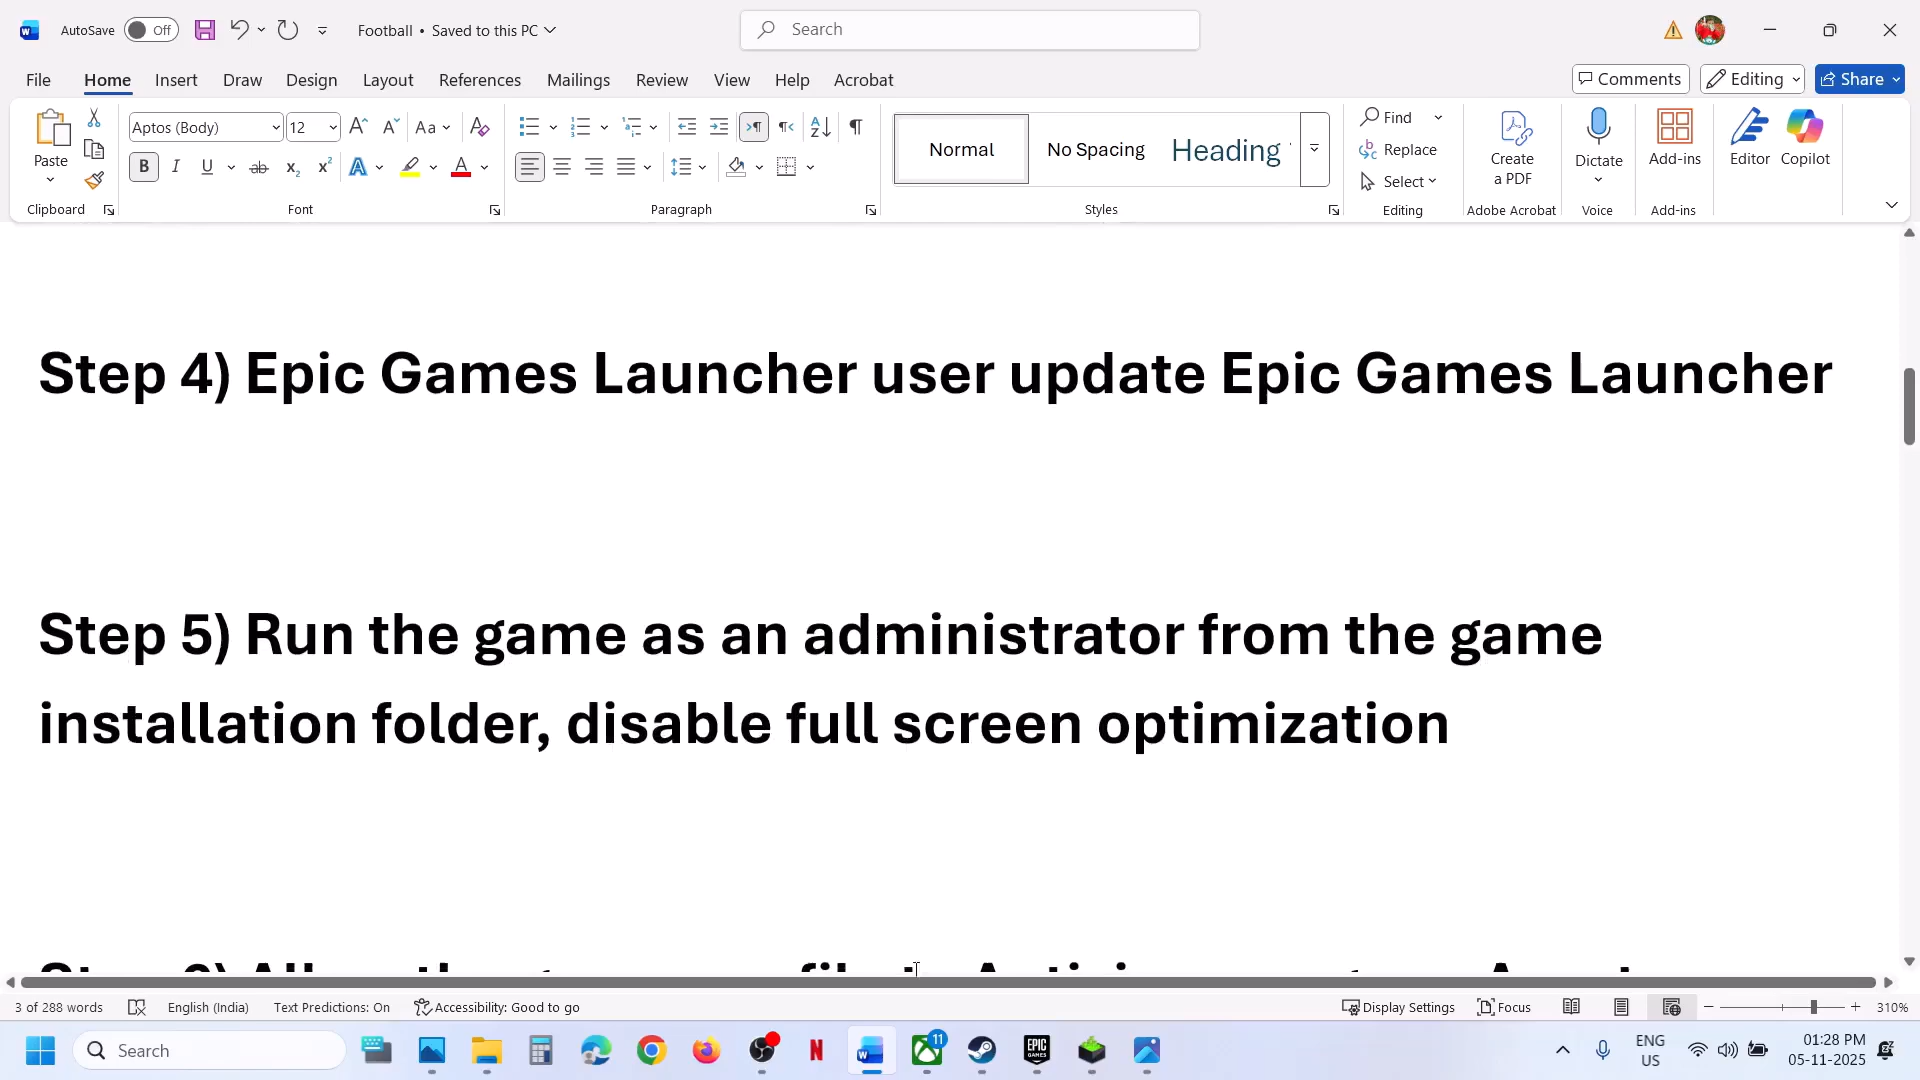 AutoSave Off Football • Saved to this PC Search
File Home Insert Draw Design Layout References Mailings Review View Help Acrobat Comments Editing Share
Paste Aptos (Body) 12 Aa Normal No Spacing Heading Find Replace Select Create a PDF Dictate Add-ins Editor Copilot
Clipboard Font Paragraph Styles Editing Adobe Acrobat Voice Add-ins
Step 4) Epic Games Launcher user update Epic Games Launcher
Step 5) Run the game as an administrator from the game
installation folder, disable full screen optimization
3 of 288 words English (India) Text Predictions: On Accessibility: Good to go Display Settings Focus 310%
Search 11 EPIC GAMES ENG US 01:28 PM 05-11-2025